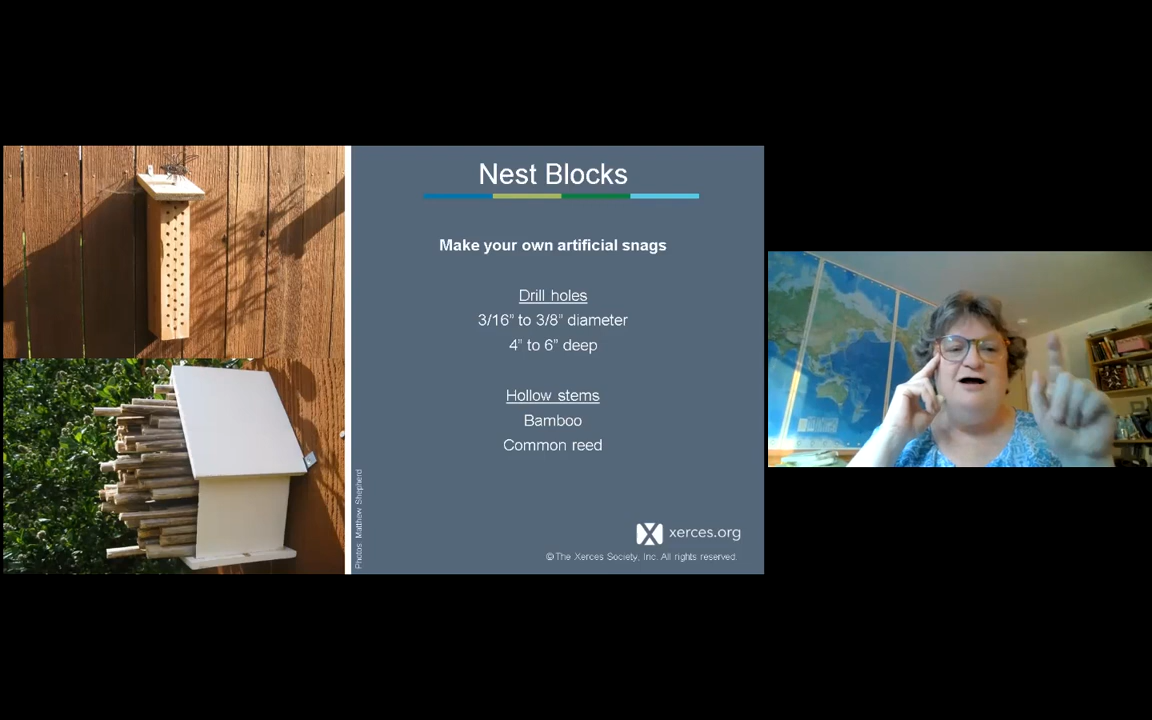 Nest Blocks
Make your own artificial snags
Drill holes
3/16" to 3/8" diameter
4" to 6" deep
Hollow stems
Bamboo
Common reed
Photos: Matthew Shepherd
xerces.org
© The Xerces Society, Inc. All rights reserved.